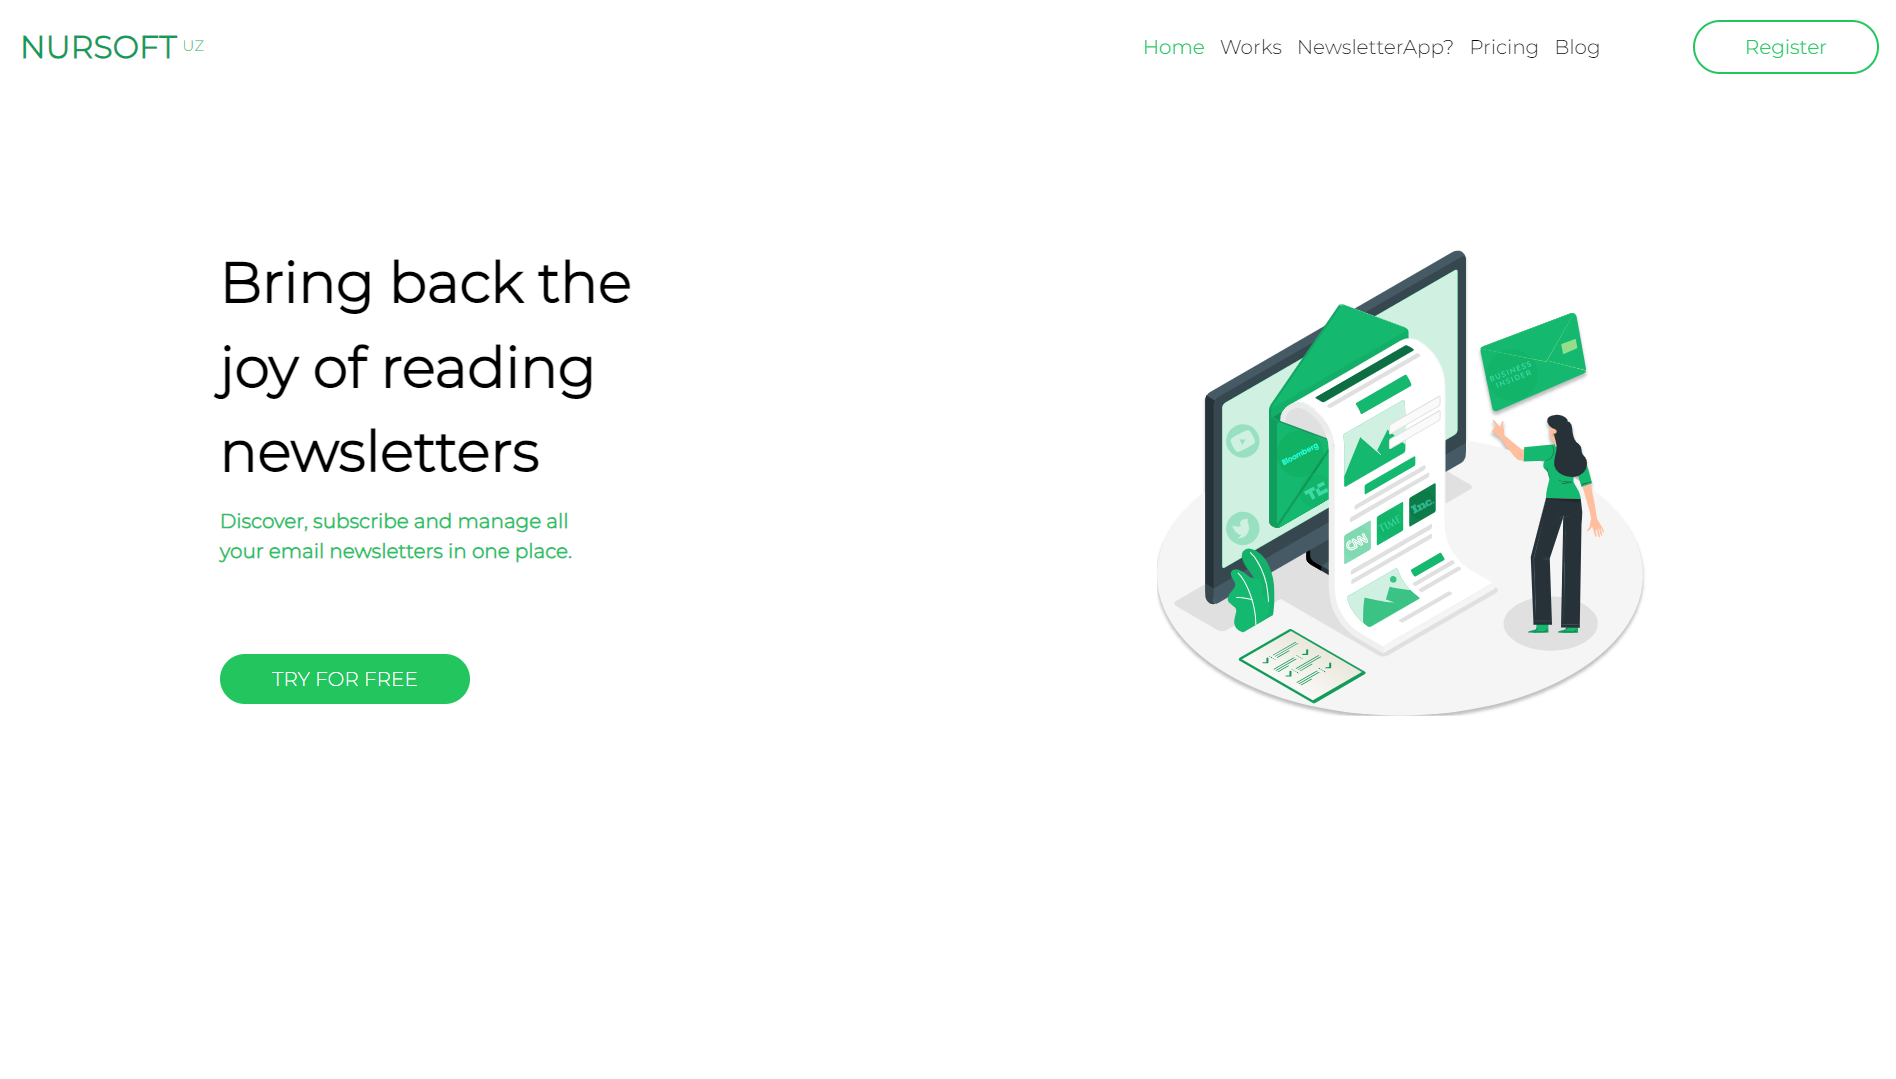 NURSOFT UZ
Home Works NewsletterApp? Pricing Blog Register
Bring back the
joy of reading
newsletters
Discover, subscribe and manage all
your email newsletters in one place.
TRY FOR FREE
BUSINESS
INSIDER
Bloomberg
TC
Inc.
TIME
CNN